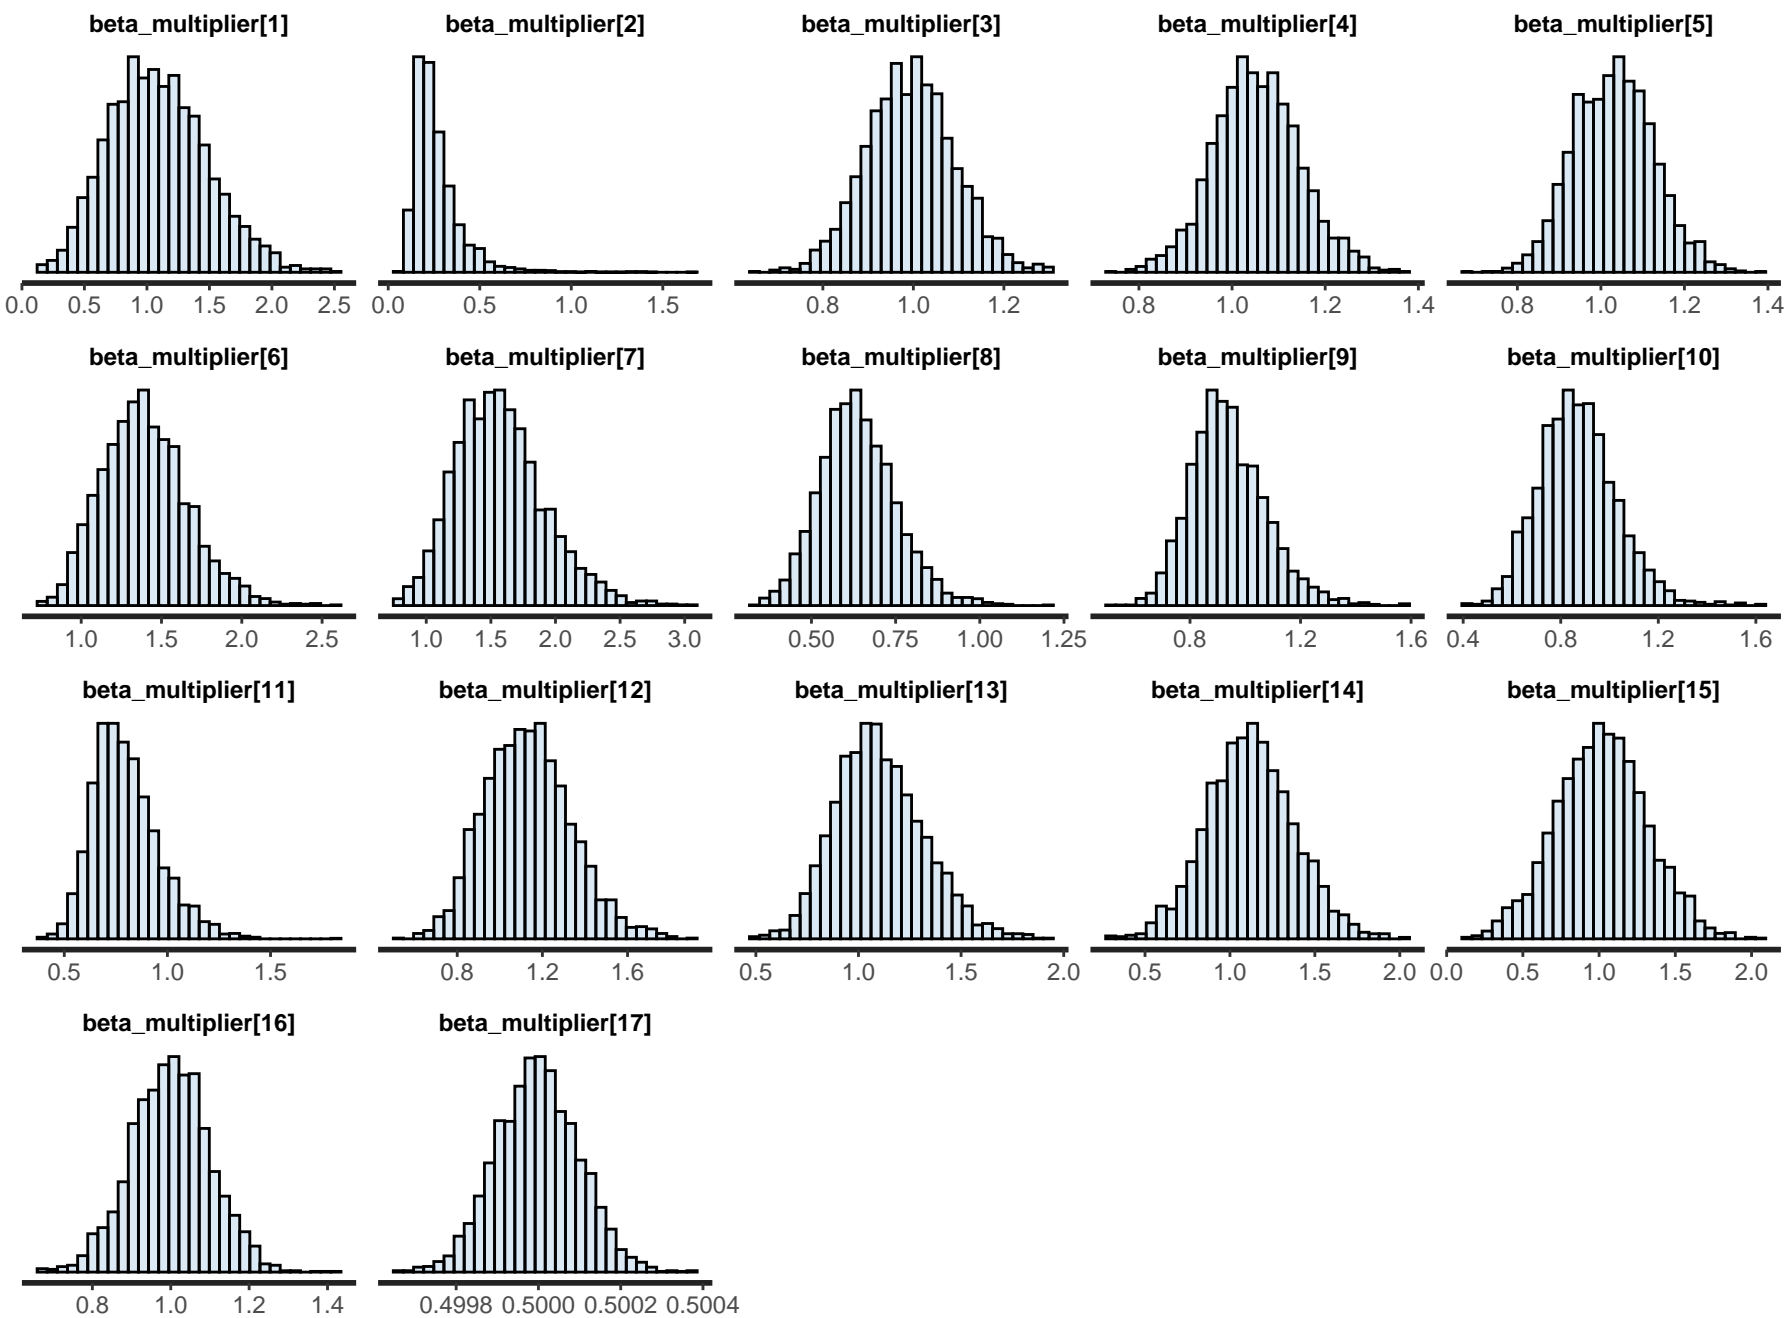 beta_multiplier[1] beta_multiplier[2] beta_multiplier[3] beta_multiplier[4] beta_multiplier[5]
0.0 0.5 1.0 1.5 2.0 2.5 0.0 0.5 1.0 1.5 0.8 1.0 1.2 0.8 1.0 1.2 1.4 0.8 1.0 1.2 1.4
beta_multiplier[6] beta_multiplier[7] beta_multiplier[8] beta_multiplier[9] beta_multiplier[10]
1.0 1.5 2.0 2.5 1.0 1.5 2.0 2.5 3.0 0.50 0.75 1.00 1.25 0.8 1.2 1.6 0.4 0.8 1.2 1.6
beta_multiplier[11] beta_multiplier[12] beta_multiplier[13] beta_multiplier[14] beta_multiplier[15]
0.5 1.0 1.5 0.8 1.2 1.6 0.5 1.0 1.5 2.0 0.5 1.0 1.5 2.0 0.0 0.5 1.0 1.5 2.0
beta_multiplier[16] beta_multiplier[17]
0.8 1.0 1.2 1.4 0.4998 0.5000 0.5002 0.5004